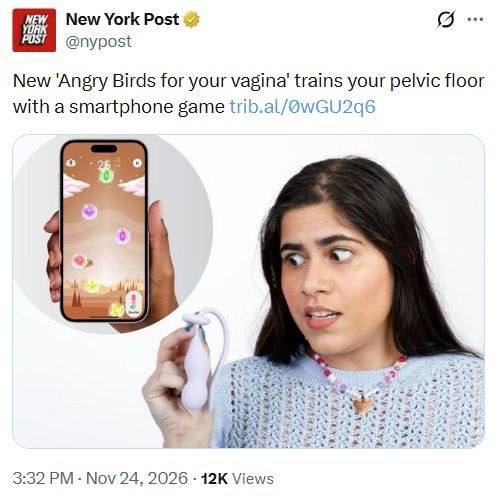 NEW
YORK
POST
New York Post
@nypost
New 'Angry Birds for your vagina' trains your pelvic floor
with a smartphone game trib.al/0wGU2q6
26
3:32 PM · Nov 24, 2026 · 12K Views